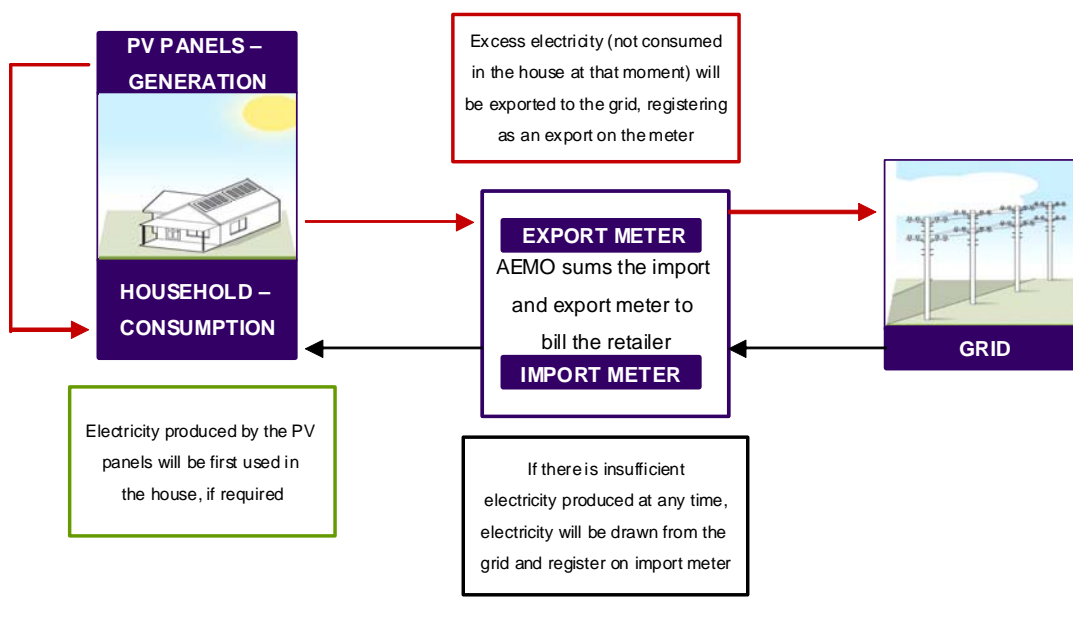 PV PANELS –
GENERATION
HOUSEHOLD –
CONSUMPTION
Electricity produced by the PV
panels will be first used in
the house, if required
Excess electricity (not consumed
in the house at that moment) will
be exported to the grid, registering
as an export on the meter
EXPORT METER
AEMO sums the import
and export meter to
bill the retailer
IMPORT METER
If there is insufficient
electricity produced at any time,
electricity will be drawn from the
grid and register on import meter
GRID